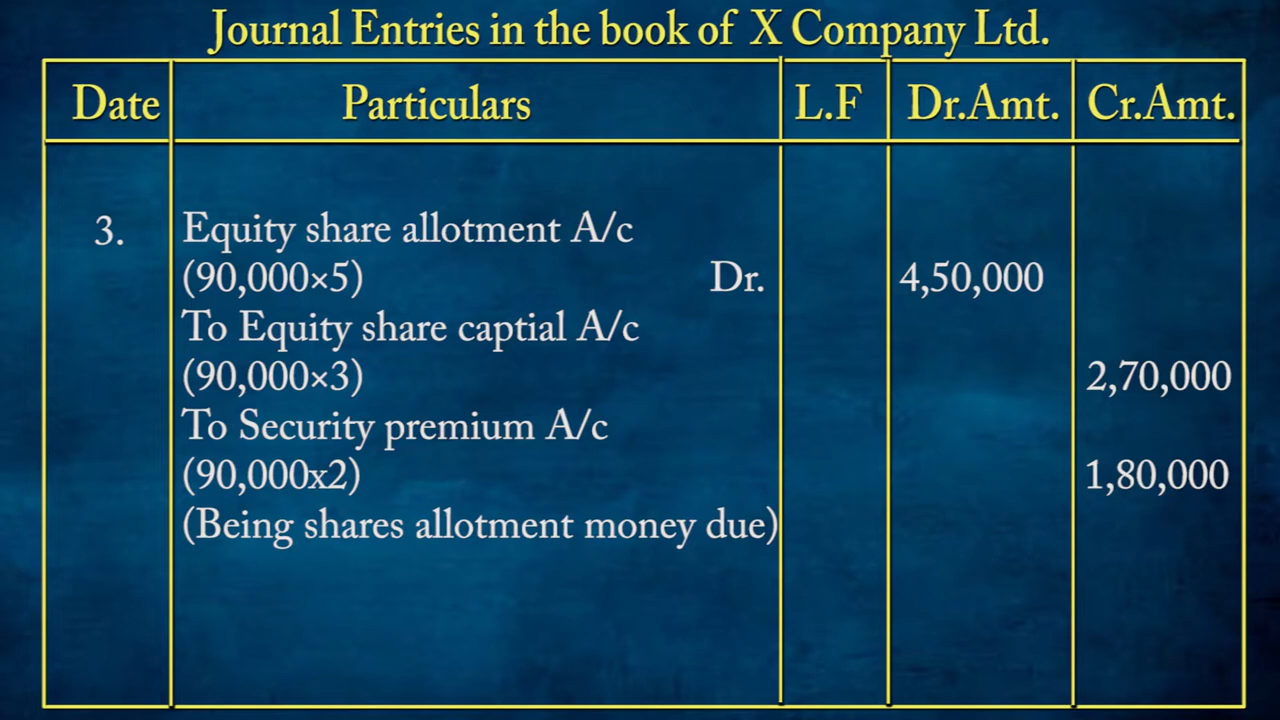 Journal Entries in the book of X Company Ltd.
Date Particulars L.F Dr.Amt. Cr.Amt.
3. Equity share allotment A/c
(90,000×5) Dr. 4,50,000
To Equity share captial A/c
(90,000×3) 2,70,000
To Security premium A/c
(90,000x2) 1,80,000
(Being shares allotment money due)